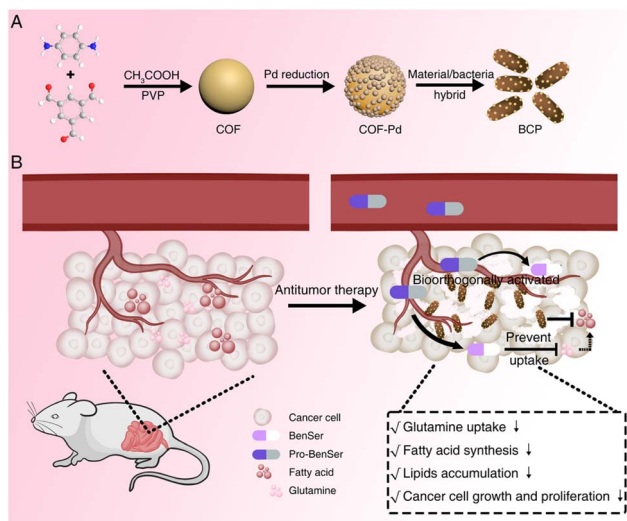 A
CH₃COOH
PVP
Pd reduction
Material/bacteria
hybrid
COF
COF-Pd
BCP
B
Antitumor therapy
Bioorthogonally activated
Prevent
uptake
Cancer cell
BenSer
Pro-BenSer
Fatty acid
Glutamine
√ Glutamine uptake ↓
√ Fatty acid synthesis ↓
√ Lipids accumulation ↓
√ Cancer cell growth and proliferation ↓